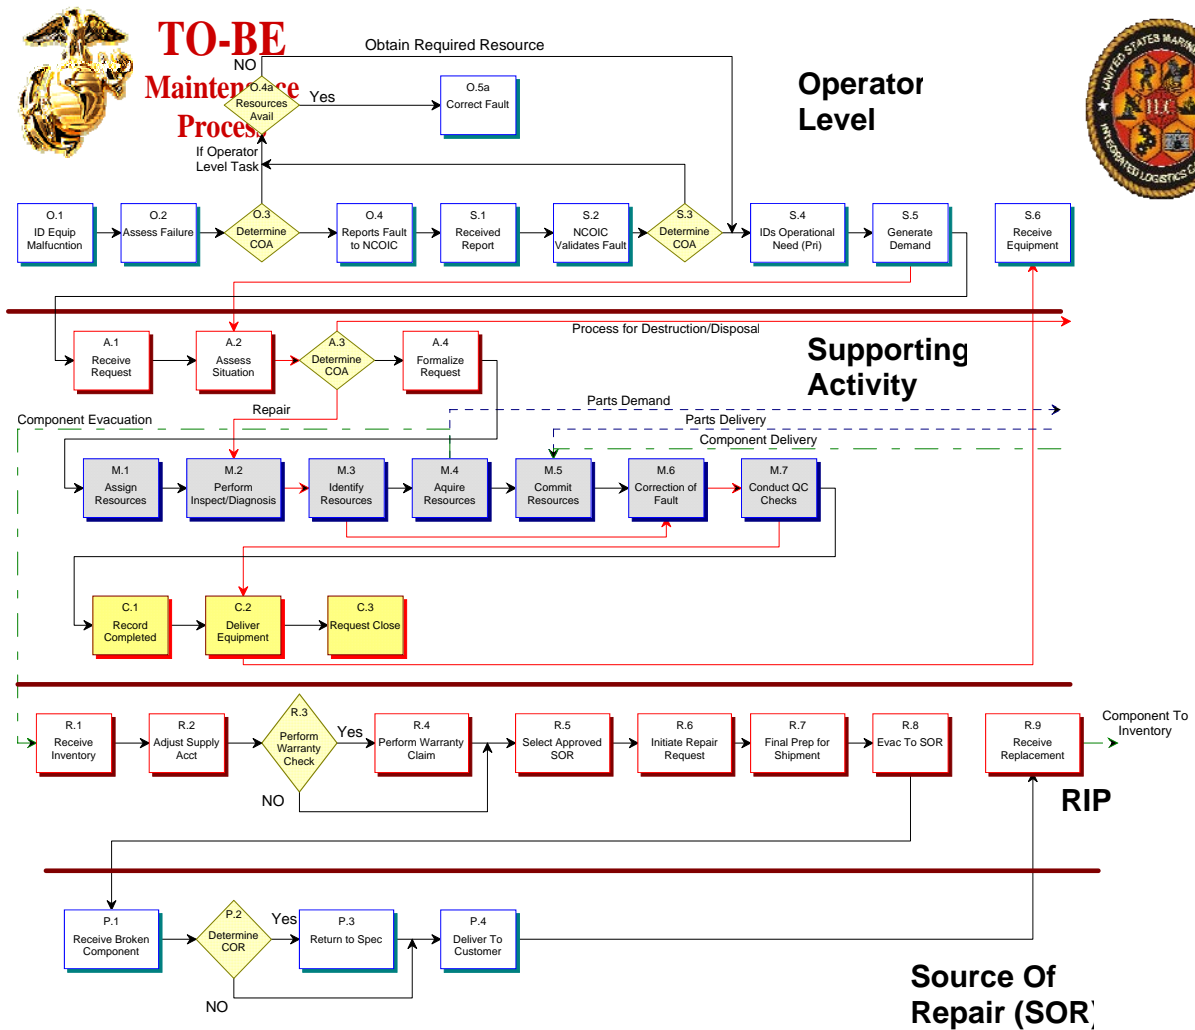 TO-BE
Maintenance
Process
Obtain Required Resource
NO
O.4a
Resources
Avail
Yes
O.5a
Correct Fault
Operator
Level
UNITED STATES MARIN
ILC
INTEGRATED LOGISTICS C
If Operator
Level Task
O.1
ID Equip
Malfucntion
O.2
Assess Failure
O.3
Determine
COA
O.4
Reports Fault
to NCOIC
S.1
Received
Report
S.2
NCOIC
Validates Fault
S.3
Determine
COA
S.4
IDs Operational
Need (Pri)
S.5
Generate
Demand
S.6
Receive
Equipment
Process for Destruction/Disposal
A.1
Receive
Request
A.2
Assess
Situation
A.3
Determine
COA
A.4
Formalize
Request
Supporting
Activity
Repair
Component Evacuation
Parts Demand
Parts Delivery
Component Delivery
M.1
Assign
Resources
M.2
Perform
Inspect/Diagnosis
M.3
Identify
Resources
M.4
Aquire
Resources
M.5
Commit
Resources
M.6
Correction of
Fault
M.7
Conduct QC
Checks
C.1
Record
Completed
C.2
Deliver
Equipment
C.3
Request Close
R.1
Receive
Inventory
R.2
Adjust Supply
Acct
R.3
Perform
Warranty
Check
Yes
NO
R.4
Perform Warranty
Claim
R.5
Select Approved
SOR
R.6
Initiate Repair
Request
R.7
Final Prep for
Shipment
R.8
Evac To SOR
R.9
Receive
Replacement
Component To
Inventory
RIP
P.1
Receive Broken
Component
P.2
Determine
COR
Yes
NO
P.3
Return to Spec
P.4
Deliver To
Customer
Source Of
Repair (SOR)